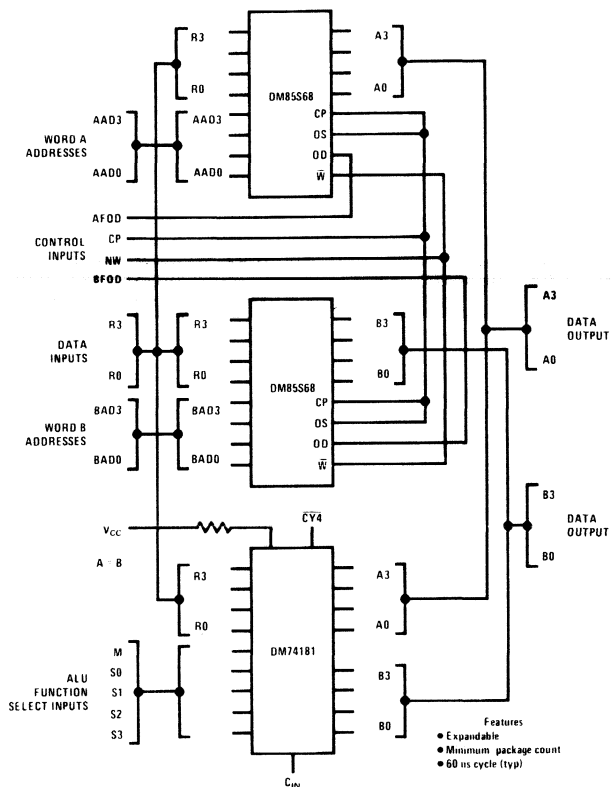 R3
R0
DM85S68
A3
A0
CP
OS
OD
W
WORD A
ADDRESSES
AAD3
AAD0
AAD3
AAD0
AFOD
CONTROL
INPUTS
CP
NW
BFOD
A3
A0
DATA
OUTPUT
DATA
INPUTS
R3
R0
R3
R0
DM85S68
B3
B0
CP
OS
OD
W
WORD B
ADDRESSES
BAD3
BAD0
BAD3
BAD0
B3
B0
DATA
OUTPUT
VCC
CY4
A = B
R3
R0
DM74181
A3
A0
B3
B0
ALU
FUNCTION
SELECT INPUTS
M
S0
S1
S2
S3
CIN
Features
● Expandable
● Minimum package count
● 60 ns cycle (typ)